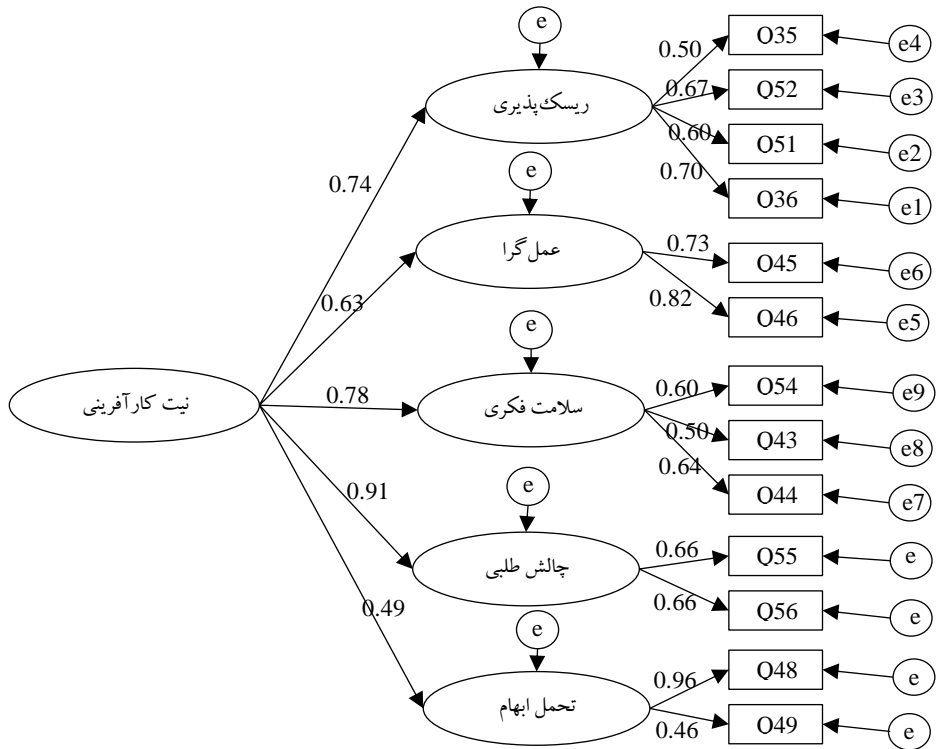 e
O35
e4
0.50
ریسک‌پذیری
0.67
Q52
e3
0.60
O51
e2
0.70
O36
e1
0.74
e
عمل‌گرا
0.73
O45
e6
0.63
0.82
O46
e5
e
نیت کارآفرینی
0.78
سلامت فکری
0.60
O54
e9
0.50
Q43
e8
0.64
O44
e7
0.91
e
چالش طلبی
0.66
Q55
e
0.66
Q56
e
0.49
e
تحمل ابهام
0.96
Q48
e
0.46
O49
e